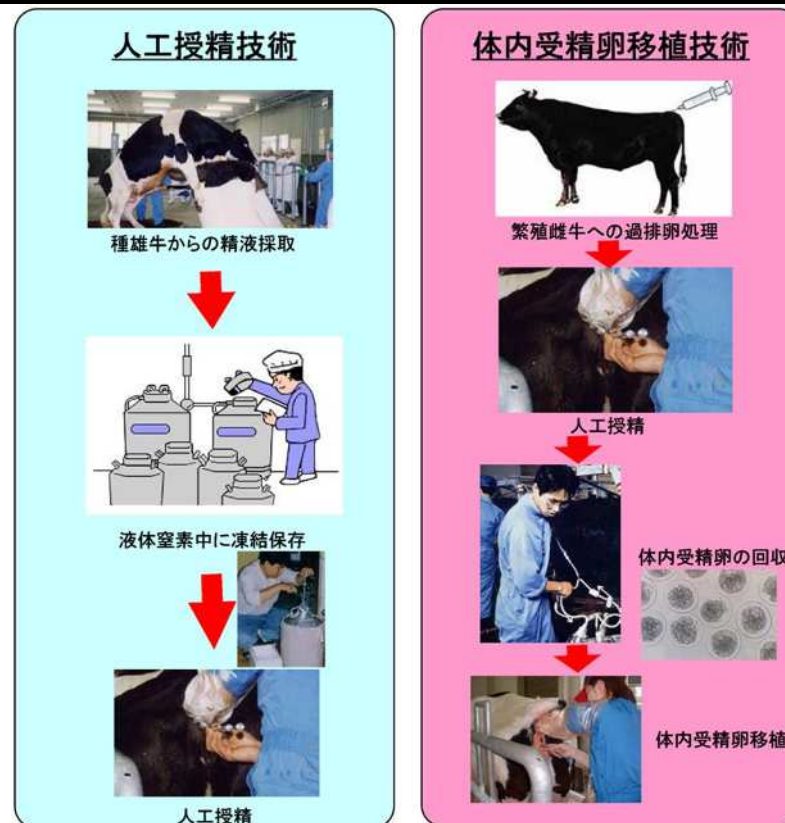 人工授精技術
種雄牛からの精液採取
液体窒素中に凍結保存
人工授精
体内受精卵移植技術
繁殖雌牛への過排卵処理
人工授精
体内受精卵の回収
体内受精卵移植